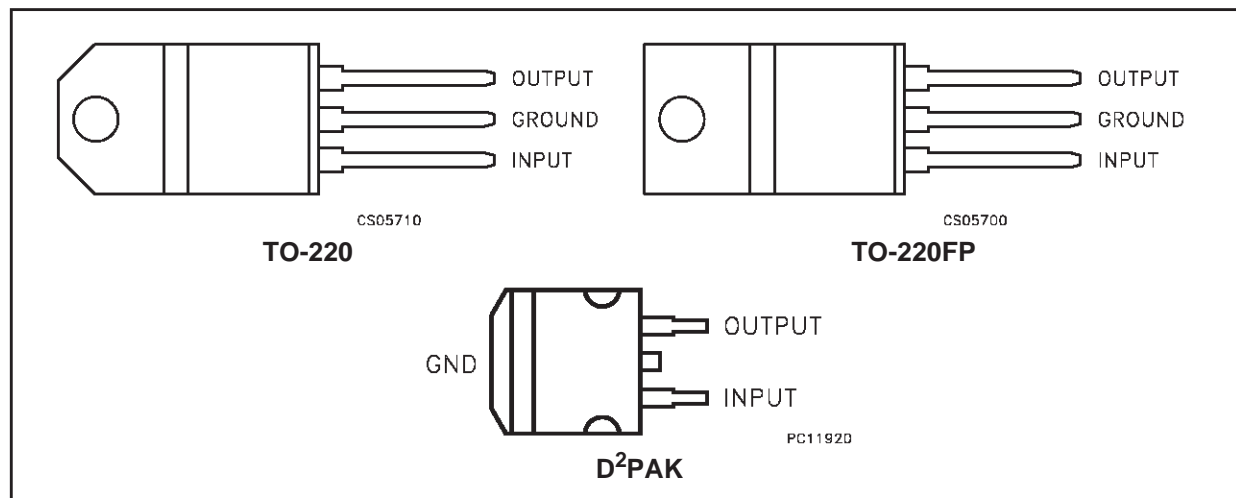 OUTPUT
GROUND
INPUT
CS05710
TO-220
OUTPUT
GROUND
INPUT
CS05700
TO-220FP
GND
OUTPUT
INPUT
PC11920
D²PAK